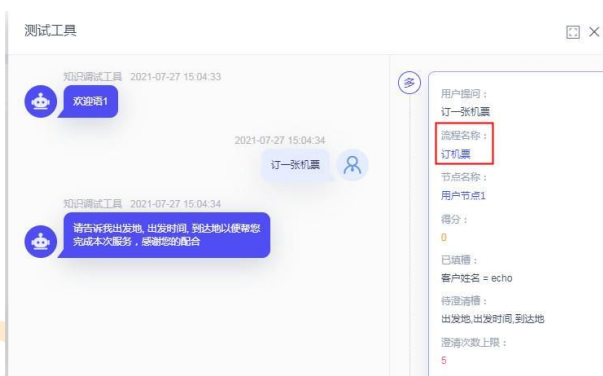 测试工具
知识调试工具 2021-07-27 15:04:33
欢迎语1
2021-07-27 15:04:34
订一张机票
知识调试工具 2021-07-27 15:04:34
请告诉我出发地, 出发时间, 到达地以便帮您
完成本次服务，感谢您的配合
多
用户提问：
订一张机票
流程名称：
订机票
节点名称：
用户节点1
得分：
0
已填槽：
客户姓名 = echo
待澄清槽：
出发地,出发时间,到达地
澄清次数上限：
5